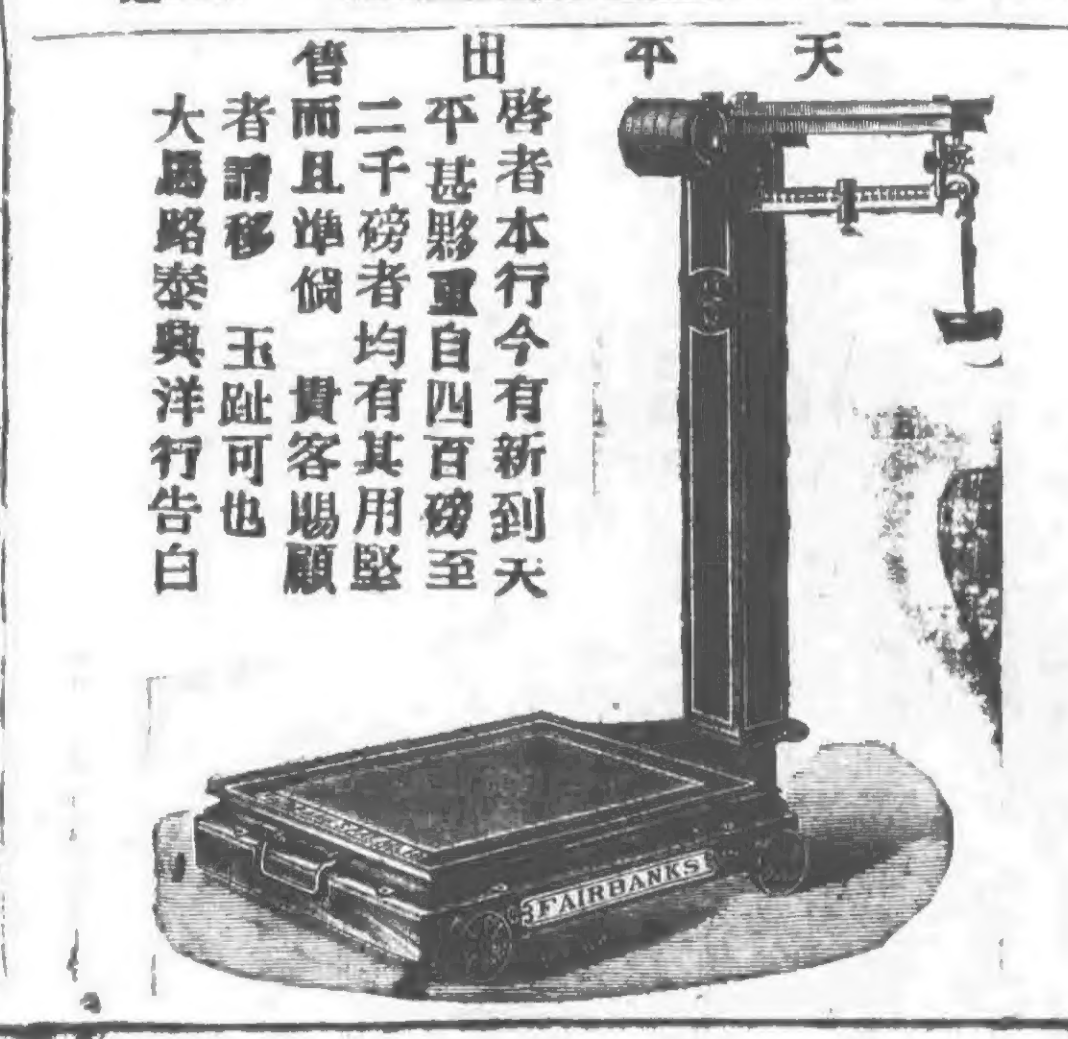 天平出售
啓者本行今有新到天
平甚夥重自四百磅至
二千磅者均有其用堅
而且準倘 貴客賜顧
者請移 玉趾可也
大馬路泰興洋行告白
FAIRBANKS